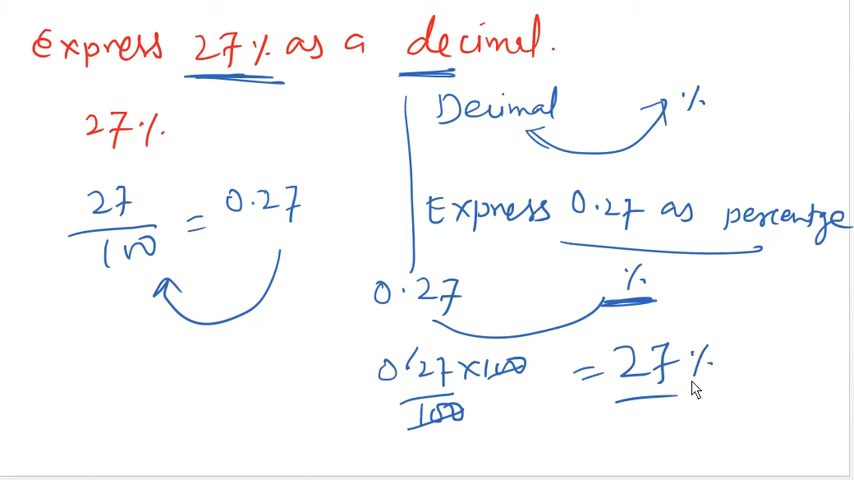 Express 27% as a decimel.
27%
27
100
= 0.27
Decimal %
Express 0.27 as percentge
0.27 %
0.27 × 100
100
= 27%